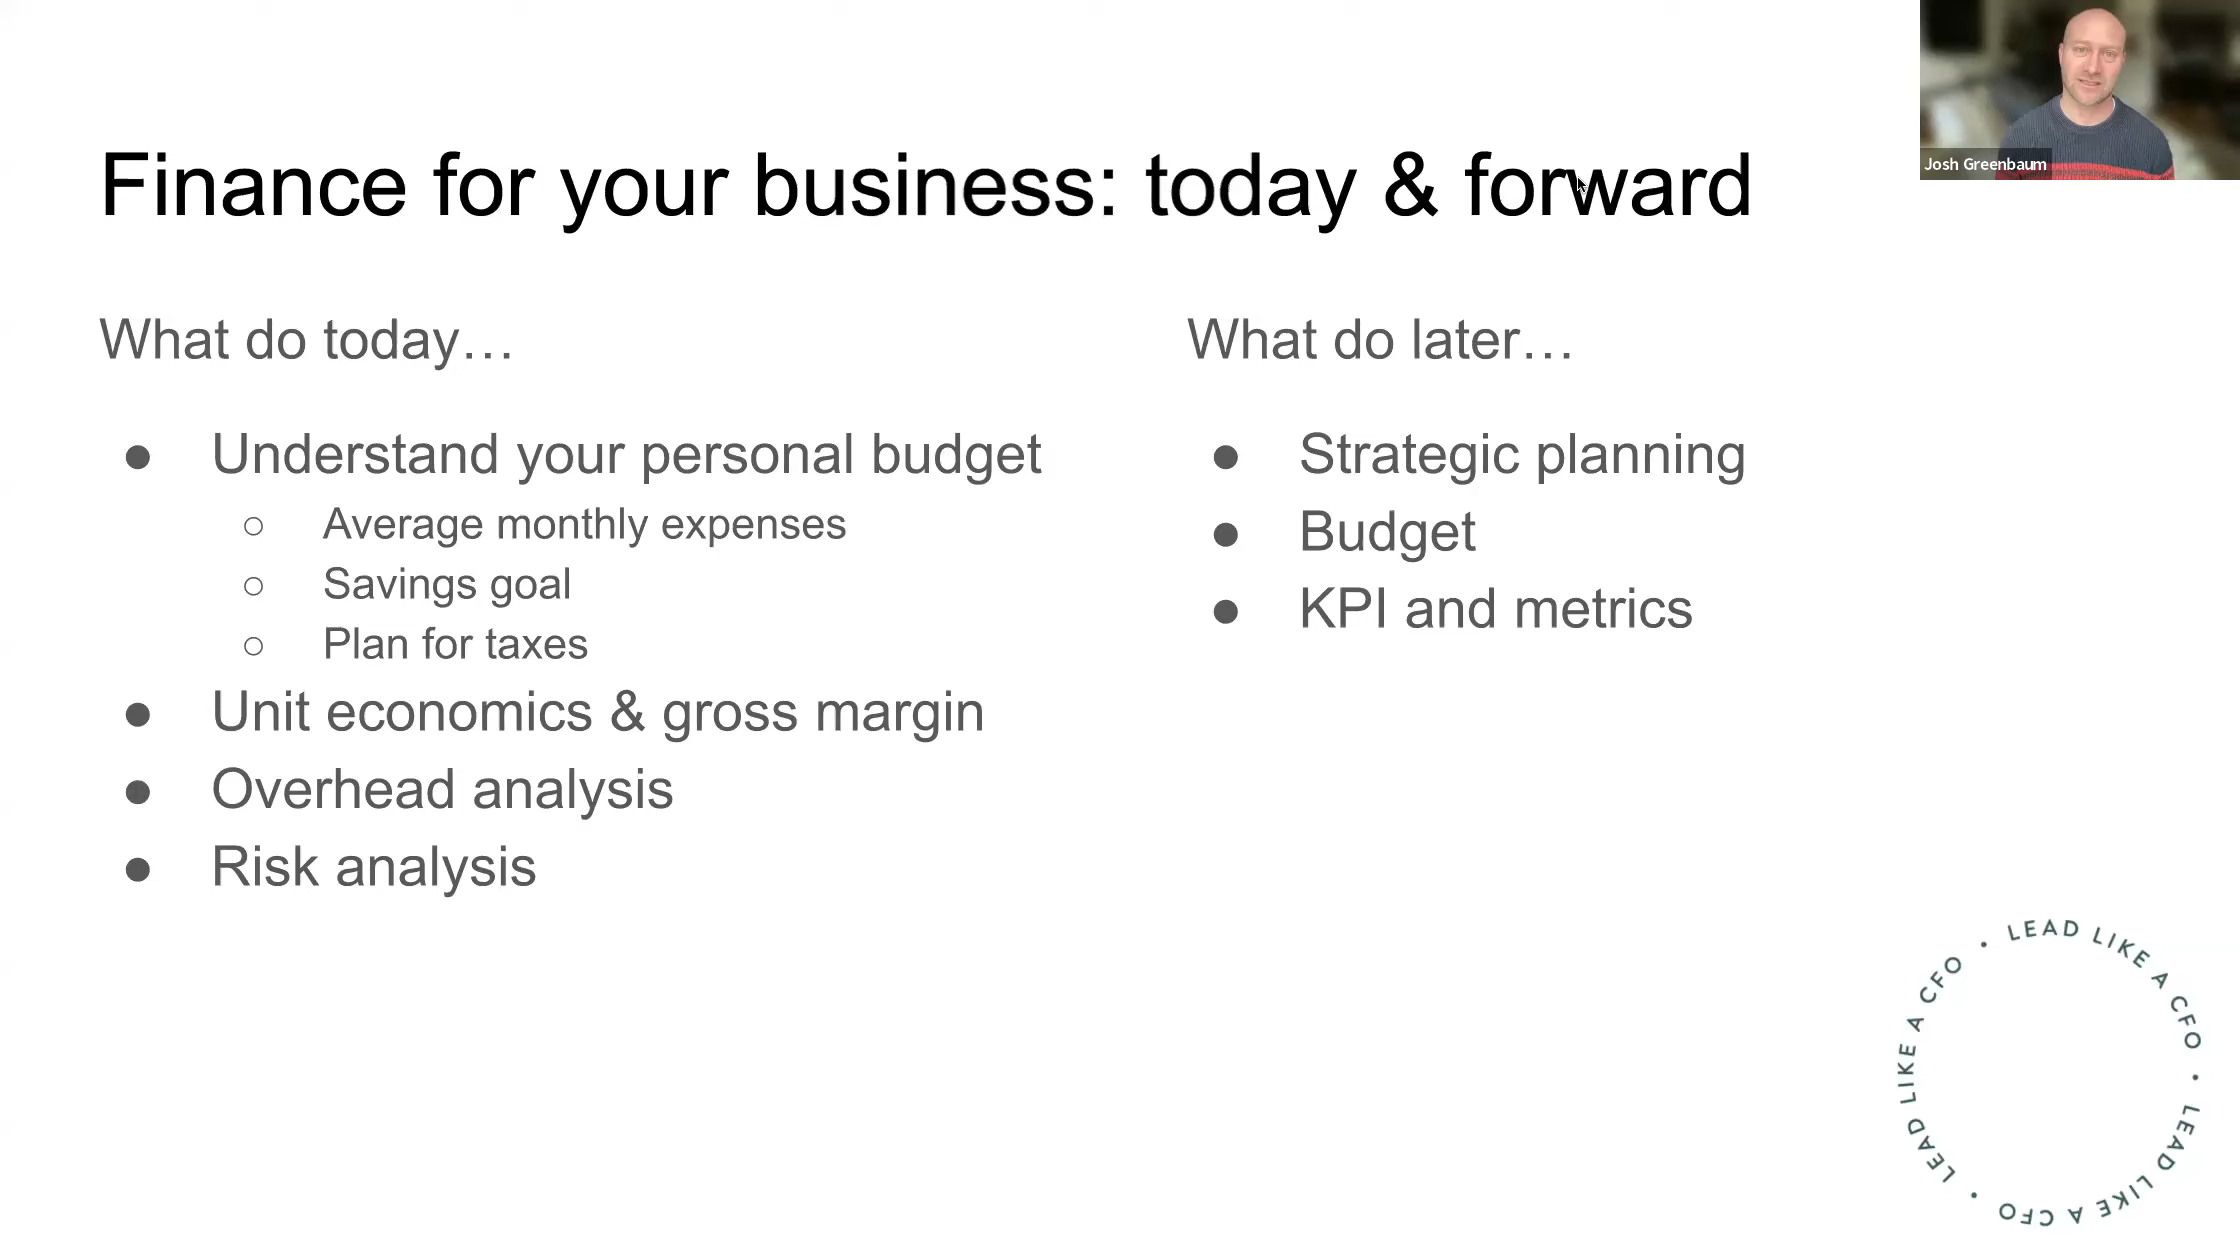 Finance for your business: today & forward
Josh Greenbaum
What do today…
● Understand your personal budget
○ Average monthly expenses
○ Savings goal
○ Plan for taxes
● Unit economics & gross margin
● Overhead analysis
● Risk analysis
What do later…
● Strategic planning
● Budget
● KPI and metrics
LEAD LIKE A CFO • LEAD LIKE A CFO • LEAD LIKE A CFO •